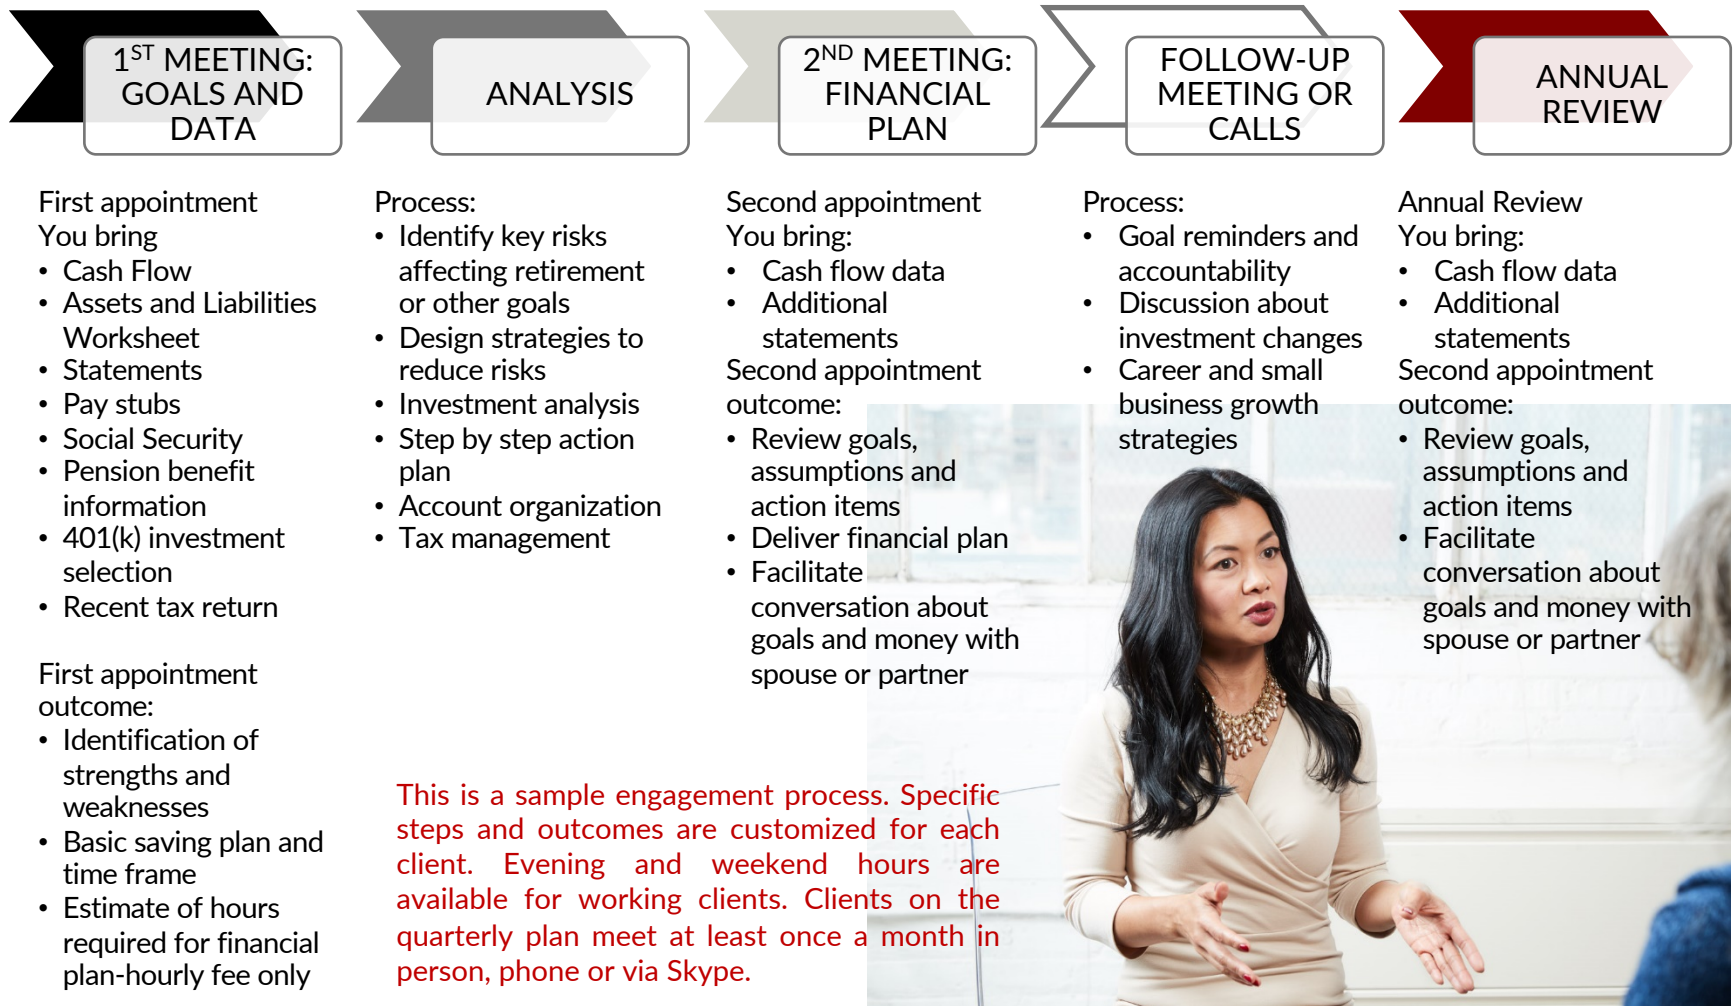 1ST MEETING:
GOALS AND
DATA
ANALYSIS
2ND MEETING:
FINANCIAL
PLAN
FOLLOW-UP
MEETING OR
CALLS
ANNUAL
REVIEW
First appointment
You bring
• Cash Flow
• Assets and Liabilities
Worksheet
• Statements
• Pay stubs
• Social Security
• Pension benefit
information
• 401(k) investment
selection
• Recent tax return
First appointment
outcome:
• Identification of
strengths and
weaknesses
• Basic saving plan and
time frame
• Estimate of hours
required for financial
plan-hourly fee only
Process:
• Identify key risks
affecting retirement
or other goals
• Design strategies to
reduce risks
• Investment analysis
• Step by step action
plan
• Account organization
• Tax management
Second appointment
You bring:
• Cash flow data
• Additional
statements
Second appointment
outcome:
• Review goals,
assumptions and
action items
• Deliver financial plan
• Facilitate
conversation about
goals and money with
spouse or partner
Process:
• Goal reminders and
accountability
• Discussion about
investment changes
• Career and small
business growth
strategies
Annual Review
You bring:
• Cash flow data
• Additional
statements
Second appointment
outcome:
• Review goals,
assumptions and
action items
• Facilitate
conversation about
goals and money with
spouse or partner
This is a sample engagement process. Specific
steps and outcomes are customized for each
client. Evening and weekend hours are
available for working clients. Clients on the
quarterly plan meet at least once a month in
person, phone or via Skype.